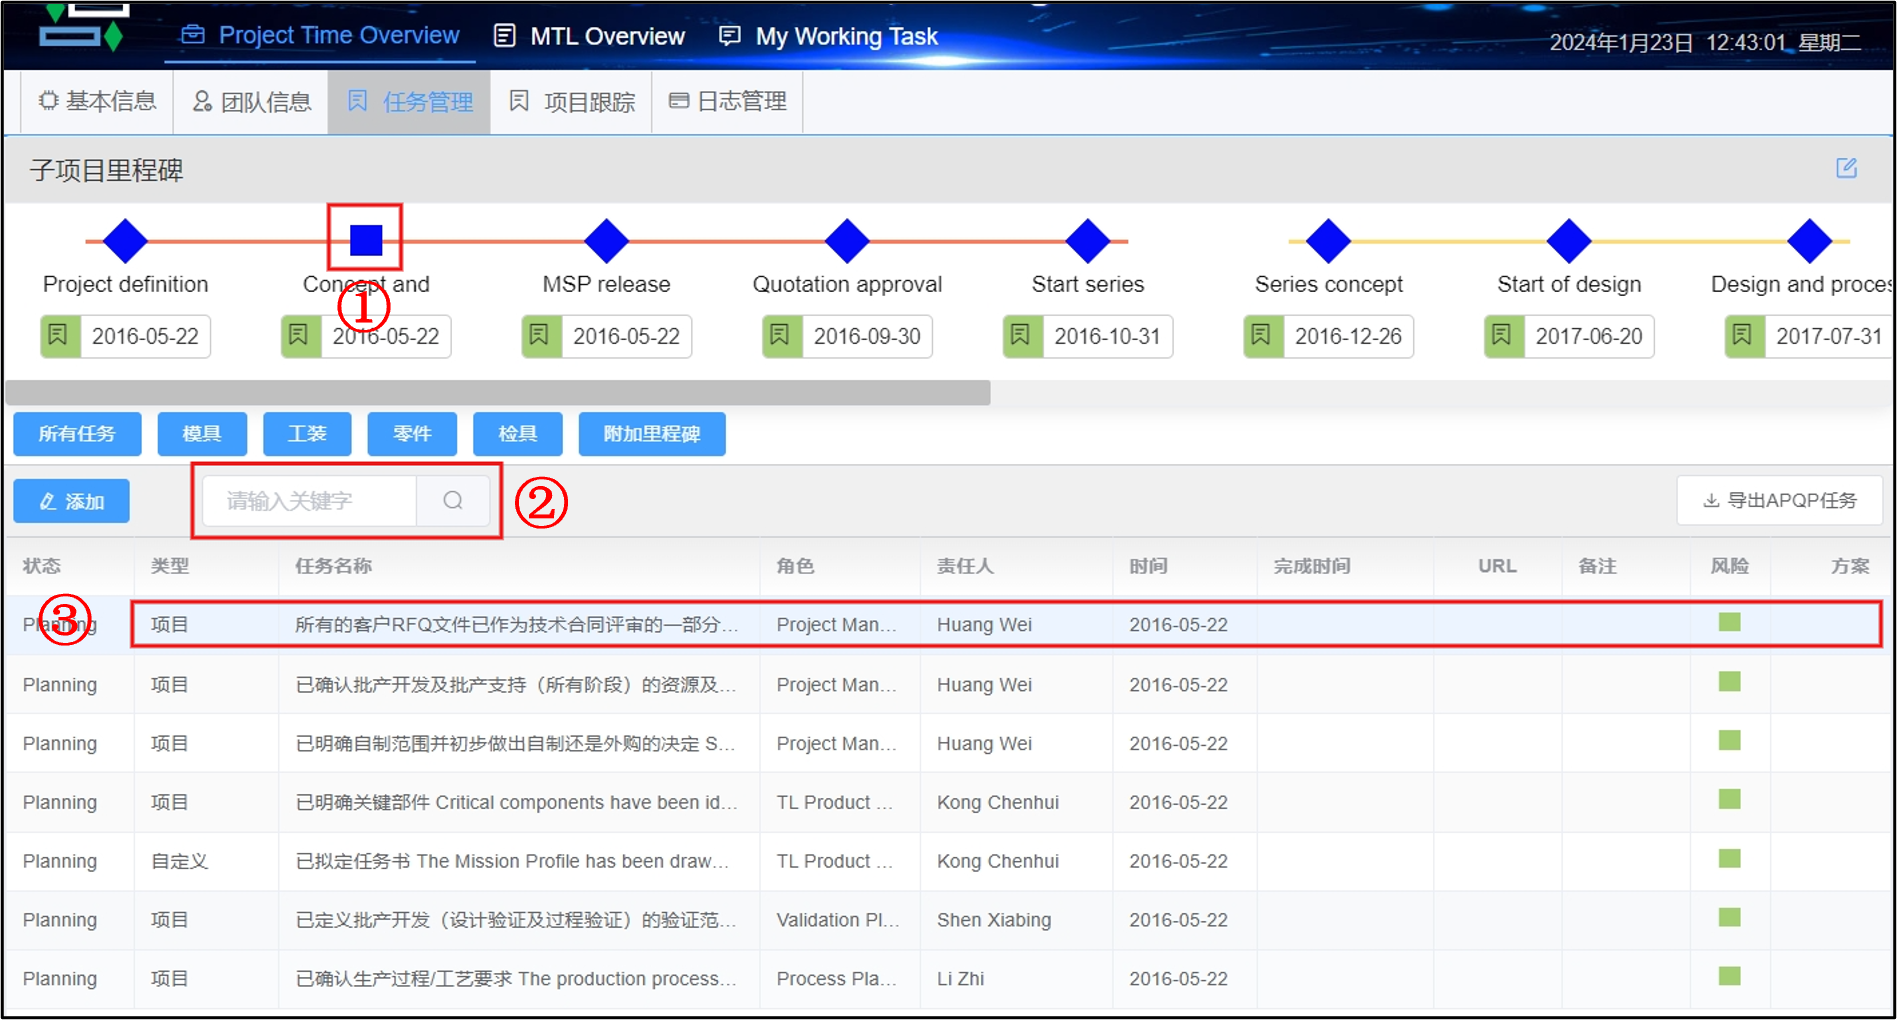 Project Time Overview MTL Overview My Working Task 2024年1月23日 12:43:01 星期二
基本信息 团队信息 任务管理 项目跟踪 日志管理
子项目里程碑
Project definition Concept and MSP release Quotation approval Start series Series concept Start of design Design and proces
①
2016-05-22 2016-05-22 2016-05-22 2016-09-30 2016-10-31 2016-12-26 2017-06-20 2017-07-31
所有任务 模具 工装 零件 检具 附加里程碑
添加 请输入关键字 ② 导出APQP任务
状态 类型 任务名称 角色 责任人 时间 完成时间 URL 备注 风险 方案
③
Planning 项目 所有的客户RFQ文件已作为技术合同评审的一部分... Project Man... Huang Wei 2016-05-22
Planning 项目 已确认批产开发及批产支持（所有阶段）的资源及... Project Man... Huang Wei 2016-05-22
Planning 项目 已明确自制范围并初步做出自制还是外购的决定 S... Project Man... Huang Wei 2016-05-22
Planning 项目 已明确关键部件 Critical components have been id... TL Product ... Kong Chenhui 2016-05-22
Planning 自定义 已拟定任务书 The Mission Profile has been draw... TL Product ... Kong Chenhui 2016-05-22
Planning 项目 已定义批产开发（设计验证及过程验证）的验证范... Validation Pl... Shen Xiabing 2016-05-22
Planning 项目 已确认生产过程/工艺要求 The production process... Process Pla... Li Zhi 2016-05-22